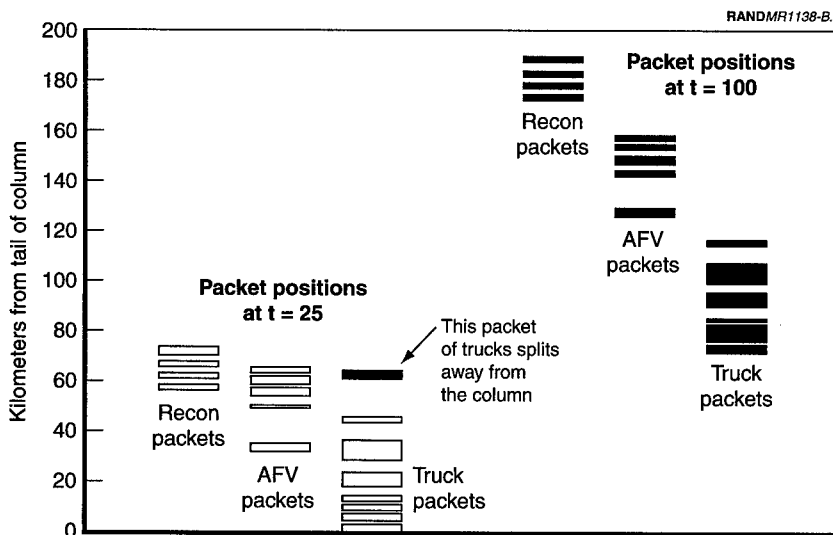 RANDMR1138-B.
200
180
160
140
120
100
80
60
40
20
0
Kilometers from tail of column
Packet positions
at t = 100
Recon
packets
AFV
packets
Truck
packets
Packet positions
at t = 25
This packet
of trucks splits
away from
the column
Recon
packets
AFV
packets
Truck
packets